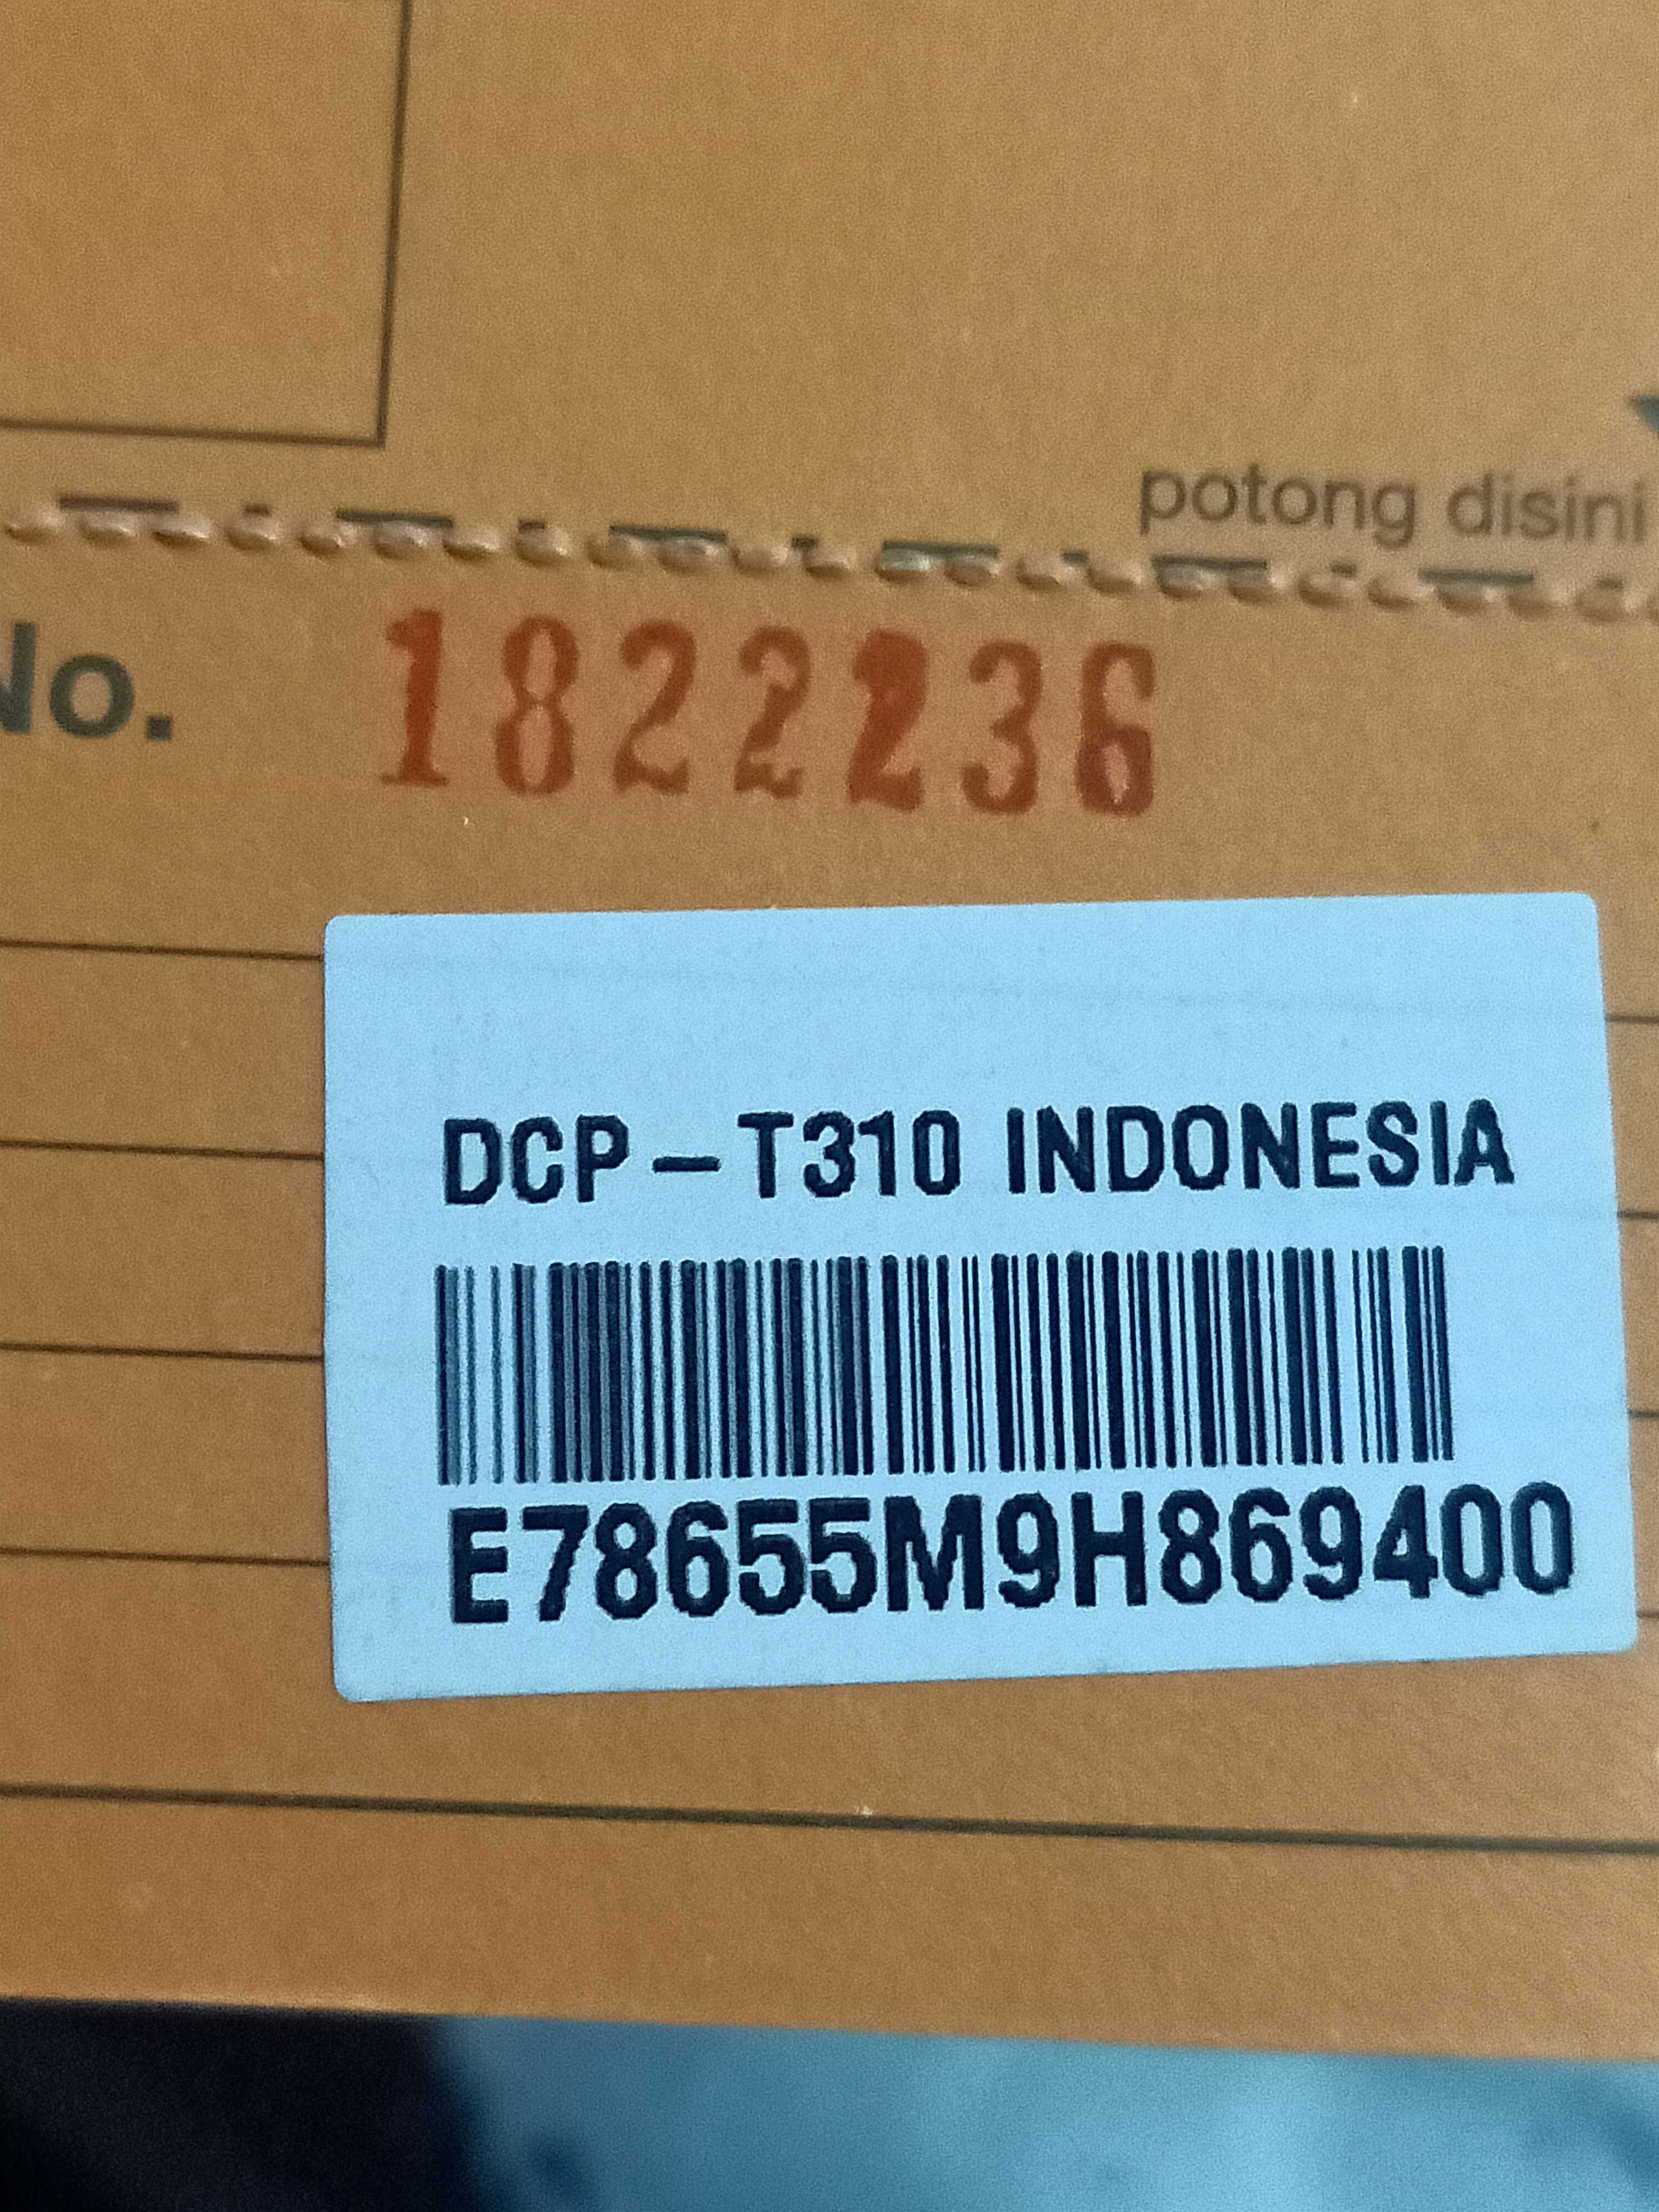 potong disini
No. 1822236
DCP-T310 INDONESIA
E78655M9H869400